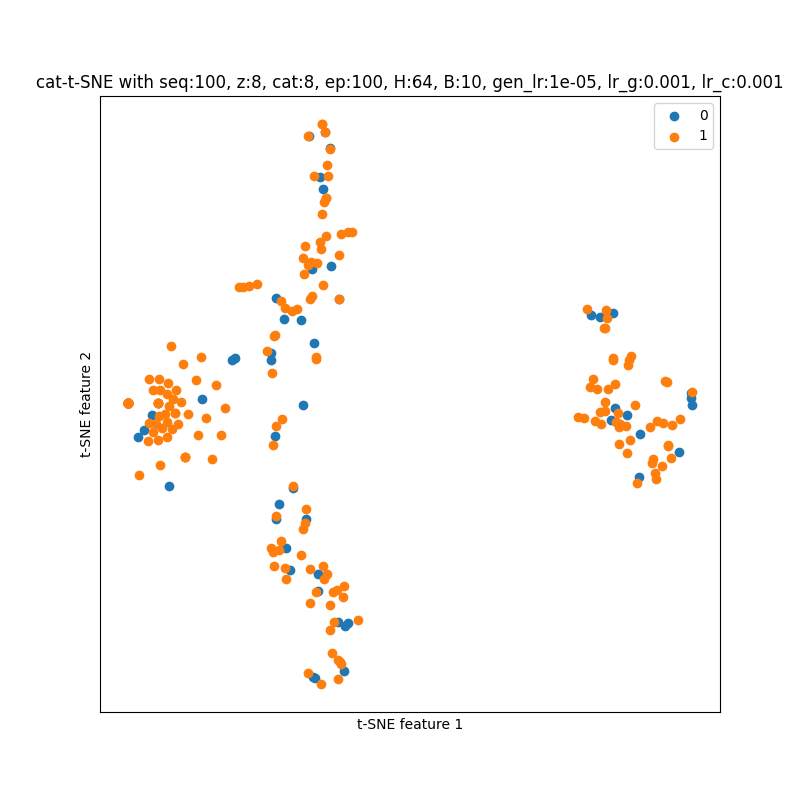 cat-t-SNE with seq:100, z:8, cat:8, ep:100, H:64, B:10, gen_lr:1e-05, lr_g:0.001, lr_c:0.001
0
1
t-SNE feature 2
t-SNE feature 1